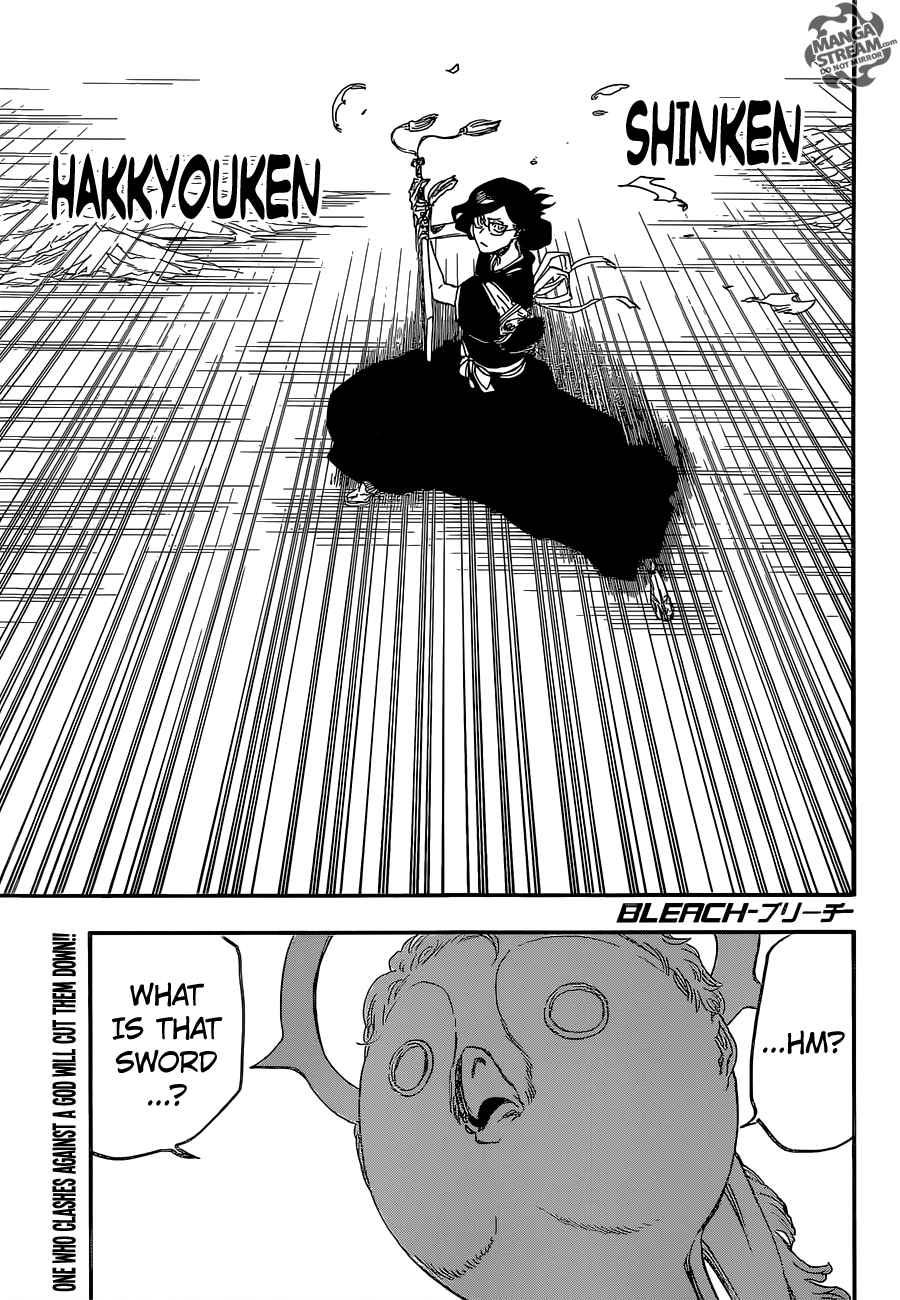 MANGA
STREAM.com
DO NOT MIRROR
SHINKEN
HAKKYOUKEN
BLEACH-ブリーチ
...HM?
WHAT
IS THAT
SWORD
...?
ONE WHO CLASHES AGAINST A GOD WILL CUT THEM DOWN!!